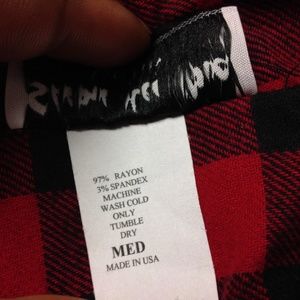 97% RAYON
3% SPANDEX
MACHINE
WASH COLD
ONLY
TUMBLE
DRY
MED
MADE IN USA